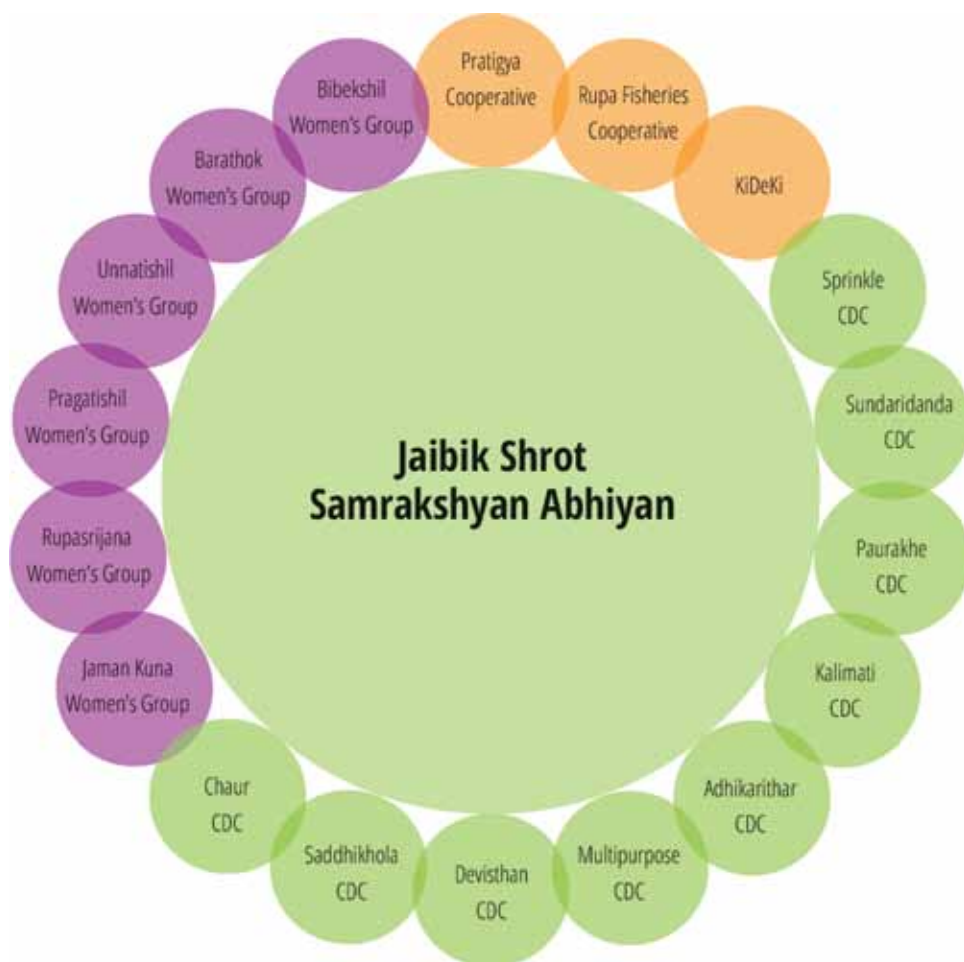 Pratigya
Cooperative
Rupa Fisheries
Cooperative
KiDeKi
Sprinkle
CDC
Sundaridanda
CDC
Paurakhe
CDC
Kalimati
CDC
Adhikarithar
CDC
Multipurpose
CDC
Devisthan
CDC
Saddhikhola
CDC
Chaur
CDC
Jaman Kuna
Women's Group
Rupasrijana
Women's Group
Pragatishil
Women's Group
Unnatishil
Women's Group
Barathok
Women's Group
Bibekshil
Women's Group
Jaibik Shrot
Samrakshyan Abhiyan